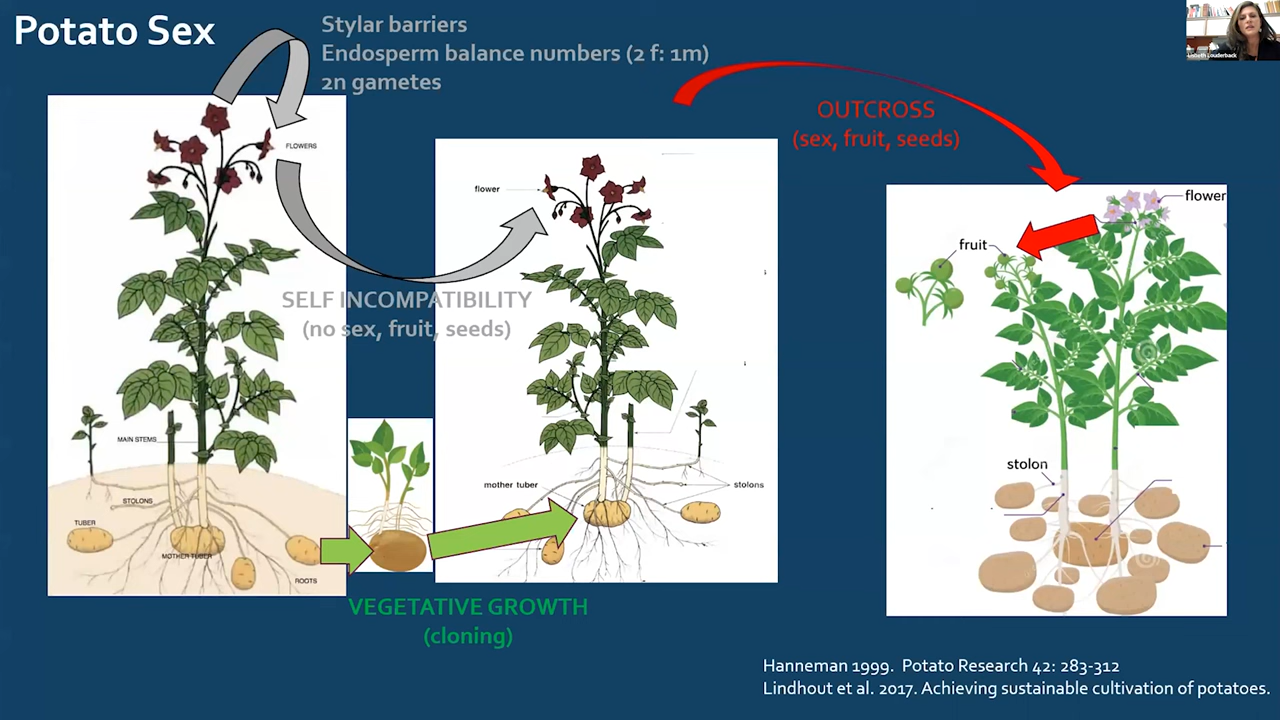 Potato Sex
Stylar barriers
Endosperm balance numbers (2 f: 1m)
2n gametes
OUTCROSS
(sex, fruit, seeds)
FLOWERS
flower
flower
fruit
SELF INCOMPATIBILITY
(no sex, fruit, seeds)
MAIN STEMS
STOLONS
TUBER
MOTHER TUBER
ROOTS
mother tuber
stolons
stolon
VEGETATIVE GROWTH
(cloning)
Hanneman 1999. Potato Research 42: 283-312
Lindhout et al. 2017. Achieving sustainable cultivation of potatoes.
Lisbeth Louderback